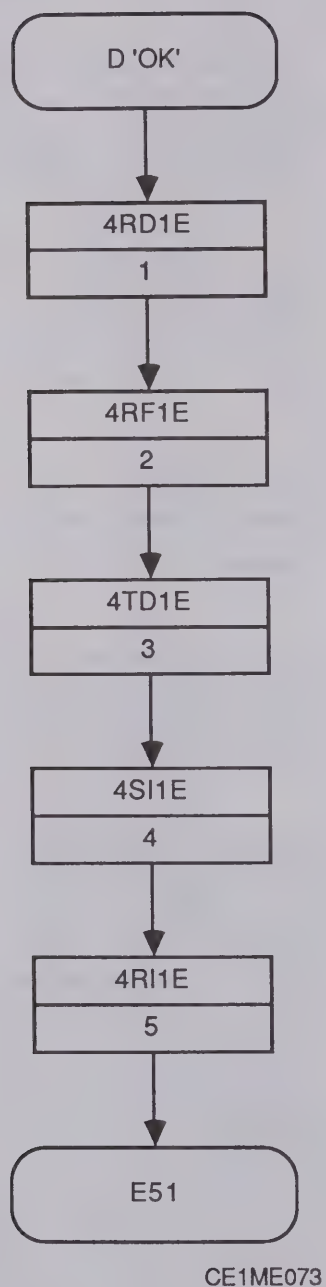 D 'OK'
4RD1E
1
4RF1E
2
4TD1E
3
4SI1E
4
4RI1E
5
E51
CE1ME073